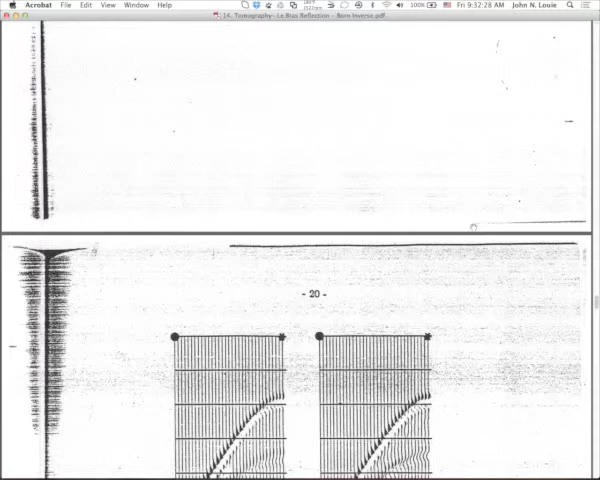 Acrobat File Edit View Window Help 100% Fri 9:32:28 AM John N. Louie
14. Tomography- Le Bras Reflection - Born Inverse.pdf
- 20 -